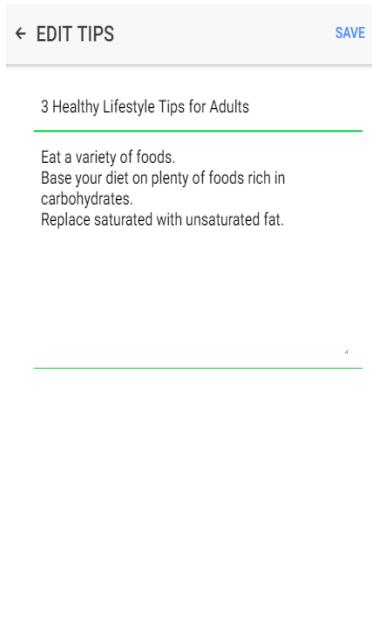 ← EDIT TIPS SAVE
3 Healthy Lifestyle Tips for Adults
Eat a variety of foods.
Base your diet on plenty of foods rich in
carbohydrates.
Replace saturated with unsaturated fat.